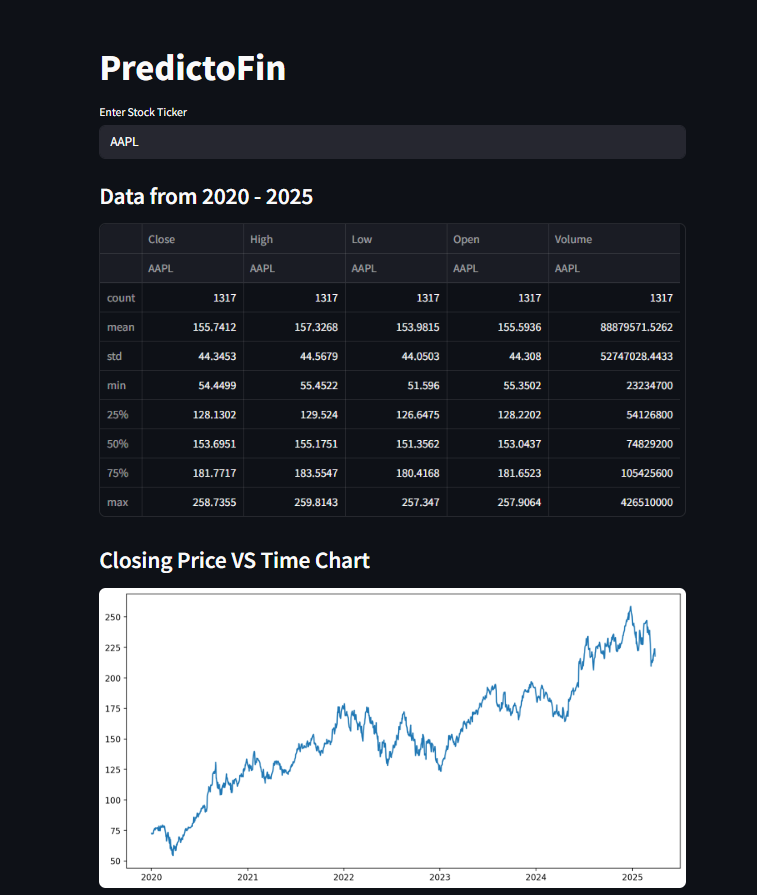 PredictoFin
Enter Stock Ticker
AAPL
Data from 2020 - 2025
Close High Low Open Volume
AAPL AAPL AAPL AAPL AAPL
count 1317 1317 1317 1317 1317
mean 155.7412 157.3268 153.9815 155.5936 88879571.5262
std 44.3453 44.5679 44.0503 44.308 52747028.4433
min 54.4499 55.4522 51.596 55.3502 23234700
25% 128.1302 129.524 126.6475 128.2202 54126800
50% 153.6951 155.1751 151.3562 153.0437 74829200
75% 181.7717 183.5547 180.4168 181.6523 105425600
max 258.7355 259.8143 257.347 257.9064 426510000
Closing Price VS Time Chart
250
225
200
175
150
125
100
75
50
2020 2021 2022 2023 2024 2025